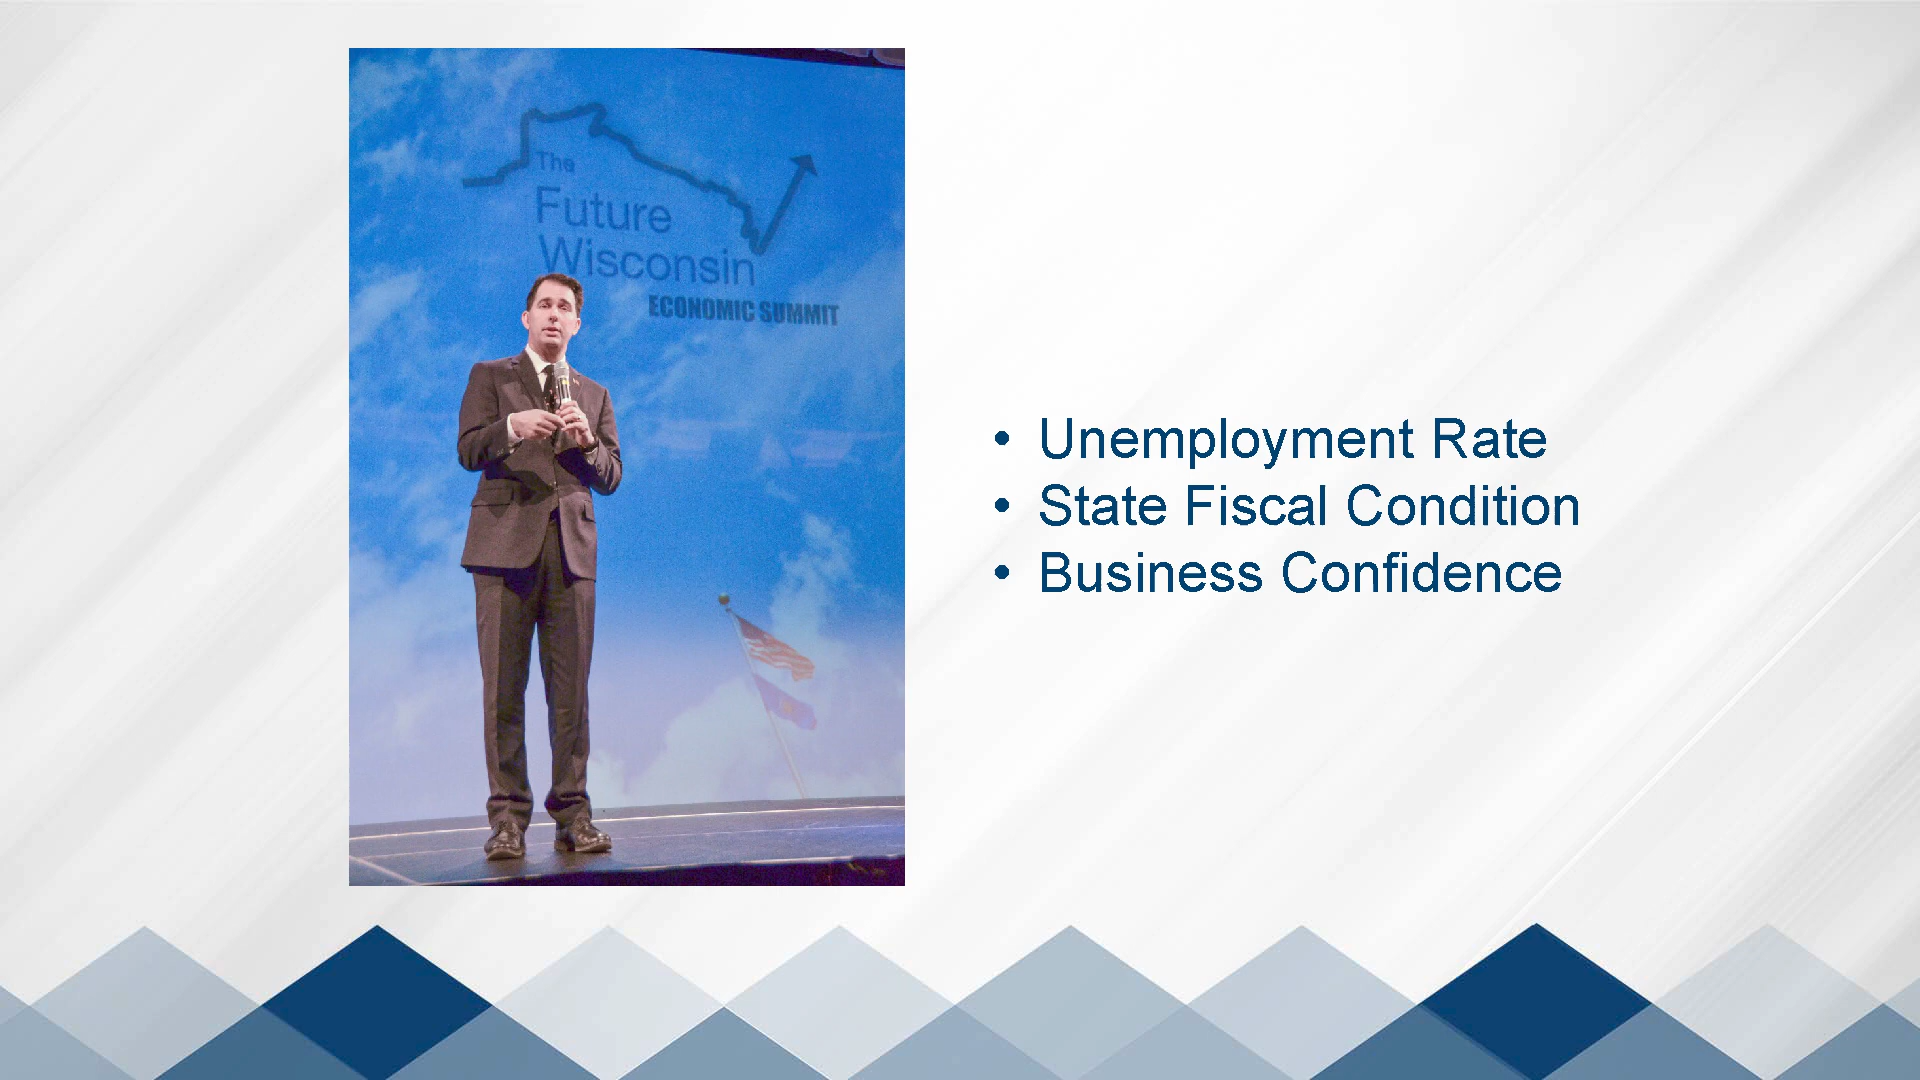 The
Future
Wisconsin
ECONOMIC SUMMIT
• Unemployment Rate
• State Fiscal Condition
• Business Confidence